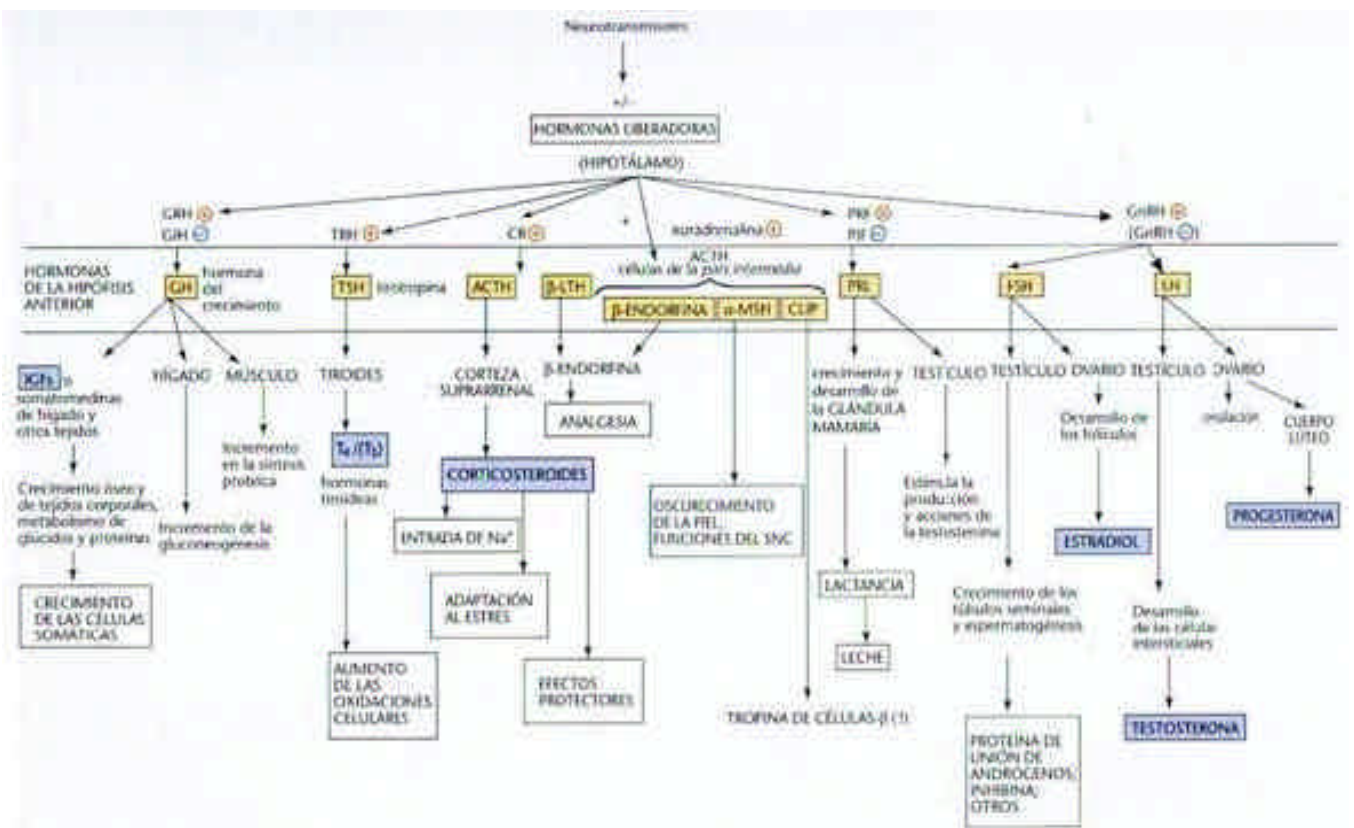 Neurotransmisores
+/–
HORMONAS LIBERADORAS
(HIPOTÁLAMO)
GRH +
GIH –
TRH +
CR +
+
noradrenalina +
PRF +
PIF –
GnRH +
(GnRH –)
HORMONAS
DE LA HIPÓFISIS
ANTERIOR
GH
hormona
del
crecimiento
TSH
tirotropina
ACTH
β-LTH
ACTH
células de la pars intermedia
β-ENDORFINA
α-MSH
CLIP
PRL
FSH
LH
IGFs o
somatomedinas
de hígado y
otros tejidos
HÍGADO
MÚSCULO
TIROIDES
CORTEZA
SUPRARRENAL
β-ENDORFINA
crecimiento y
desarrollo de
la GLÁNDULA
MAMARIA
TESTÍCULO
TESTÍCULO
OVARIO
TESTÍCULO
OVARIO
ANALGESIA
Desarrollo de
los folículos
ovulación
CUERPO
LÚTEO
Incremento
en la síntesis
proteica
T₄/(T₃)
hormonas
tiroideas
CORTICOSTEROIDES
Crecimiento óseo y
de tejidos corporales,
metabolismo de
glúcidos y proteínas
Incremento de la
gluconeogénesis
ENTRADA DE Na⁺
OSCURECIMIENTO
DE LA PIEL,
FUNCIONES DEL SNC
Estimula la
producción
y acciones de
la testosterona
ESTRADIOL
PROGESTERONA
CRECIMIENTO
DE LAS CÉLULAS
SOMÁTICAS
ADAPTACIÓN
AL ESTRES
LACTANCIA
Crecimiento de los
túbulos seminales
y espermatogénesis
Desarrollo
de las células
intersticiales
LECHE
AUMENTO
DE LAS
OXIDACIONES
CELULARES
EFECTOS
PROTECTORES
TROFINA DE CÉLULAS-β (?)
PROTEÍNA DE
UNIÓN DE
ANDRÓGENOS;
INHIBINA;
OTROS
TESTOSTERONA